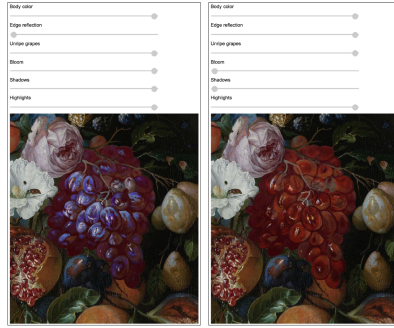 Body color
Edge reflection
Unripe grapes
Bloom
Shadows
Highlights
Body color
Edge reflection
Unripe grapes
Bloom
Shadows
Highlights